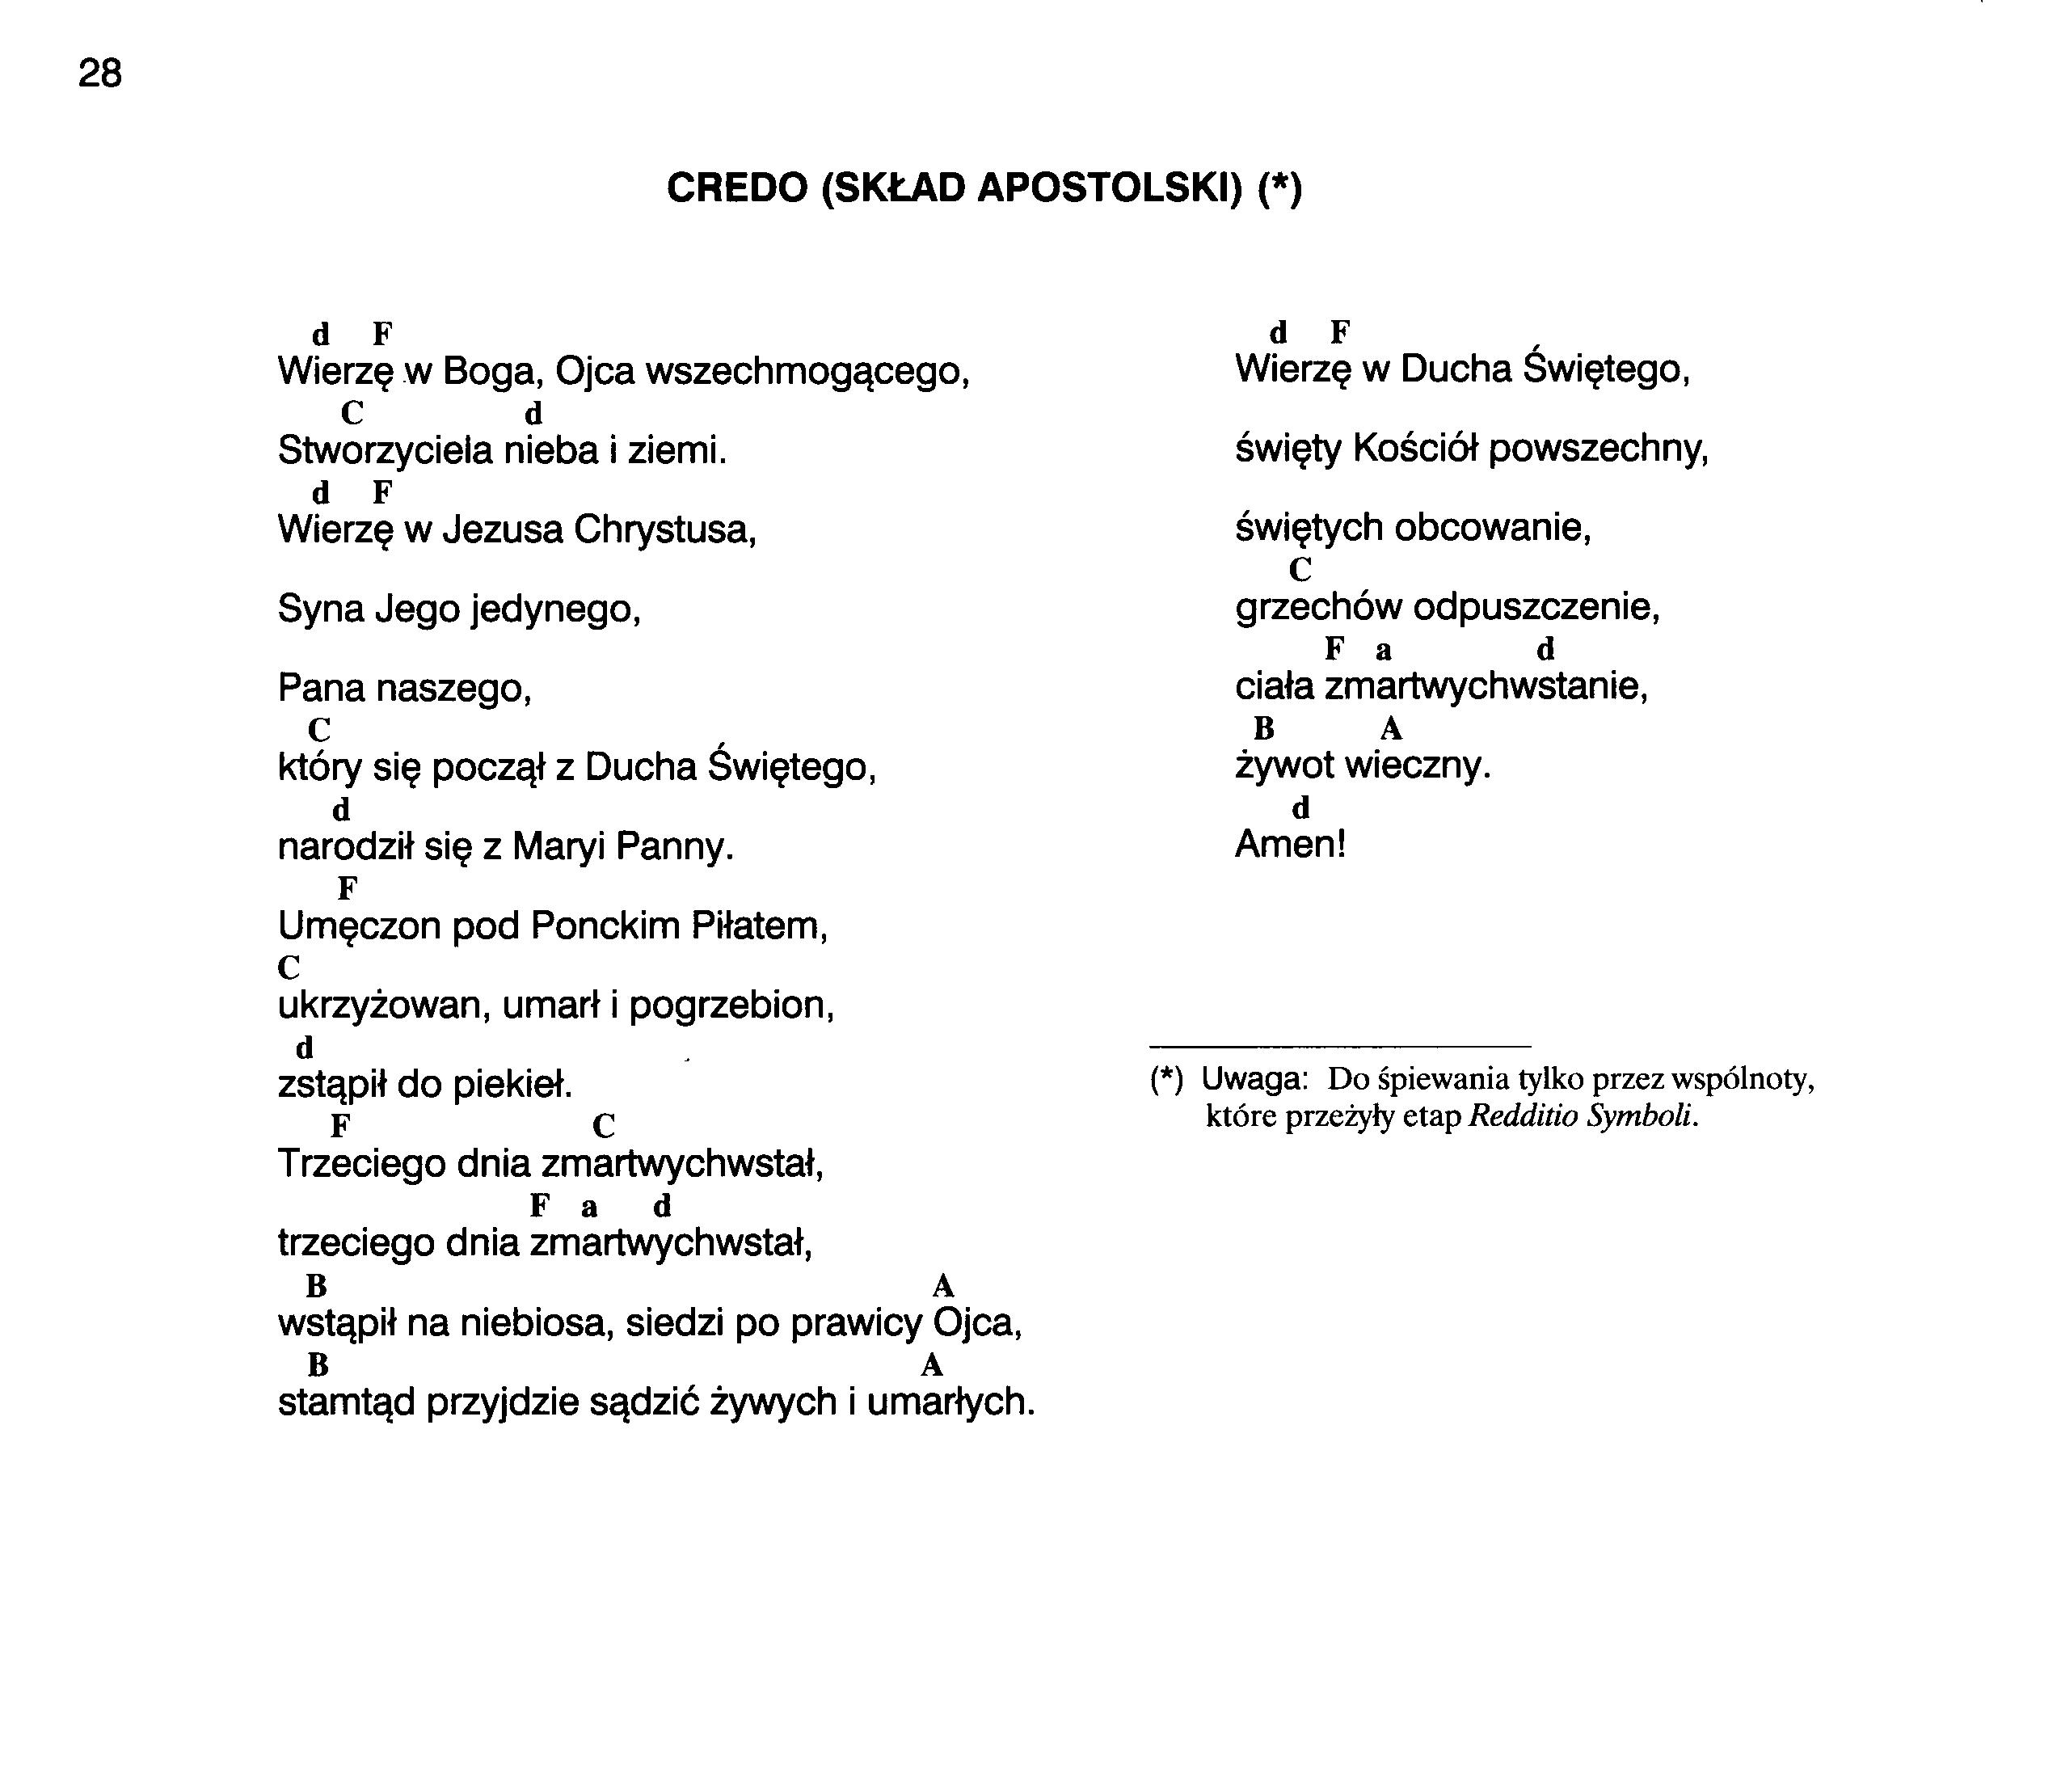 28
CREDO (SKŁAD APOSTOLSKI) (*)
d F
Wierzę w Boga, Ojca wszechmogącego,
C d
Stworzyciela nieba i ziemi.
d F
Wierzę w Jezusa Chrystusa,
Syna Jego jedynego,
Pana naszego,
C
który się począł z Ducha Świętego,
d
narodził się z Maryi Panny.
F
Umęczon pod Ponckim Piłatem,
C
ukrzyżowan, umarł i pogrzebion,
d
zstąpił do piekieł.
F C
Trzeciego dnia zmartwychwstał,
F a d
trzeciego dnia zmartwychwstał,
B A
wstąpił na niebiosa, siedzi po prawicy Ojca,
B A
stamtąd przyjdzie sądzić żywych i umarłych.
d F
Wierzę w Ducha Świętego,
święty Kościół powszechny,
świętych obcowanie,
C
grzechów odpuszczenie,
F a d
ciała zmartwychwstanie,
B A
żywot wieczny.
d
Amen!
(*) Uwaga: Do śpiewania tylko przez wspólnoty,
które przeżyły etap Redditio Symboli.